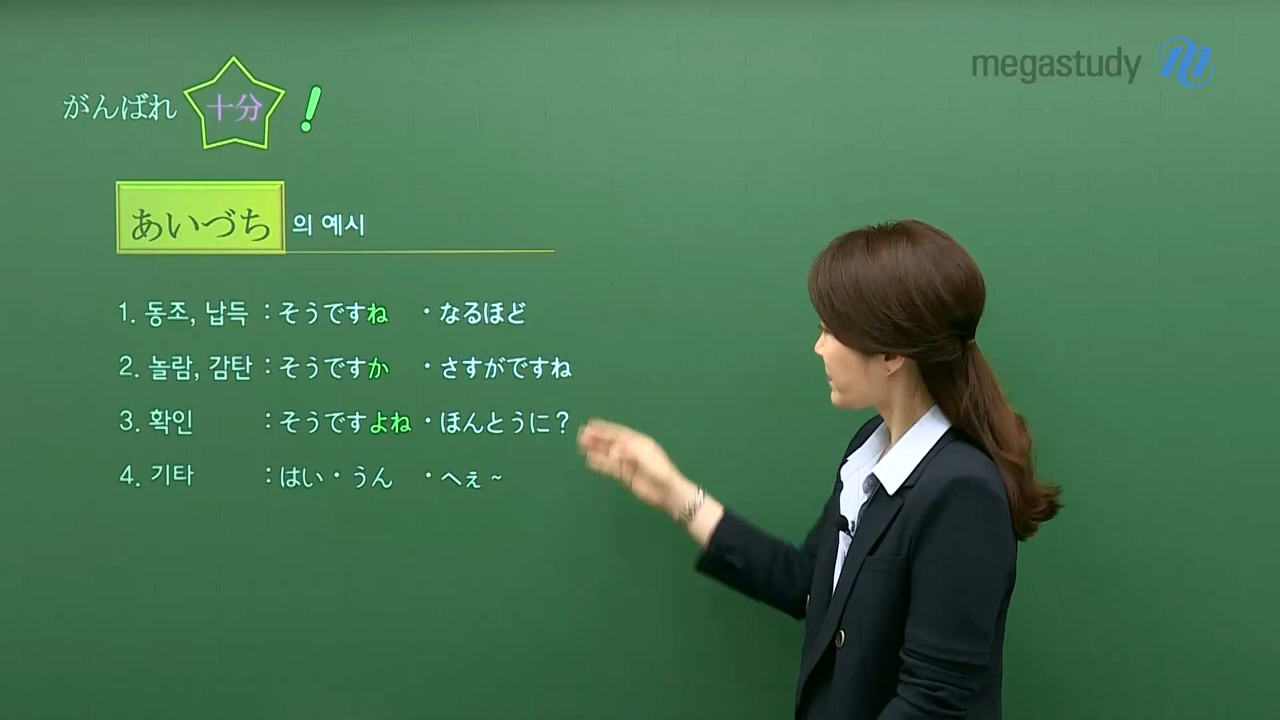 megastudy
がんばれ 十分 !
あいづち 의 예시
1. 동조, 납득 : そうですね ・なるほど
2. 놀람, 감탄 : そうですか ・さすがですね
3. 확인 : そうですよね・ほんとうに?
4. 기타 : はい・うん ・へぇ~